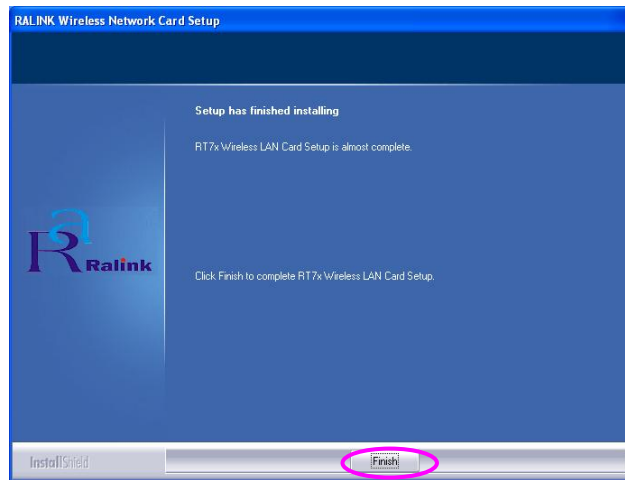 RALINK Wireless Network Card Setup
Setup has finished installing
RT7x Wireless LAN Card Setup is almost complete.
Ra
Ralink
Click Finish to complete RT7x Wireless LAN Card Setup.
InstallShield
Finish